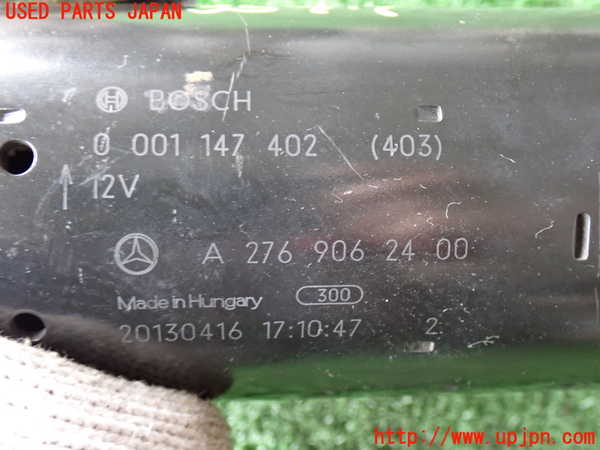 USED PARTS JAPAN
BOSCH
0 001 147 402 (403)
12V
A 276 906 24 00
Made in Hungary 300
20130416 17:10:47 2
http://www.upjpn.com/